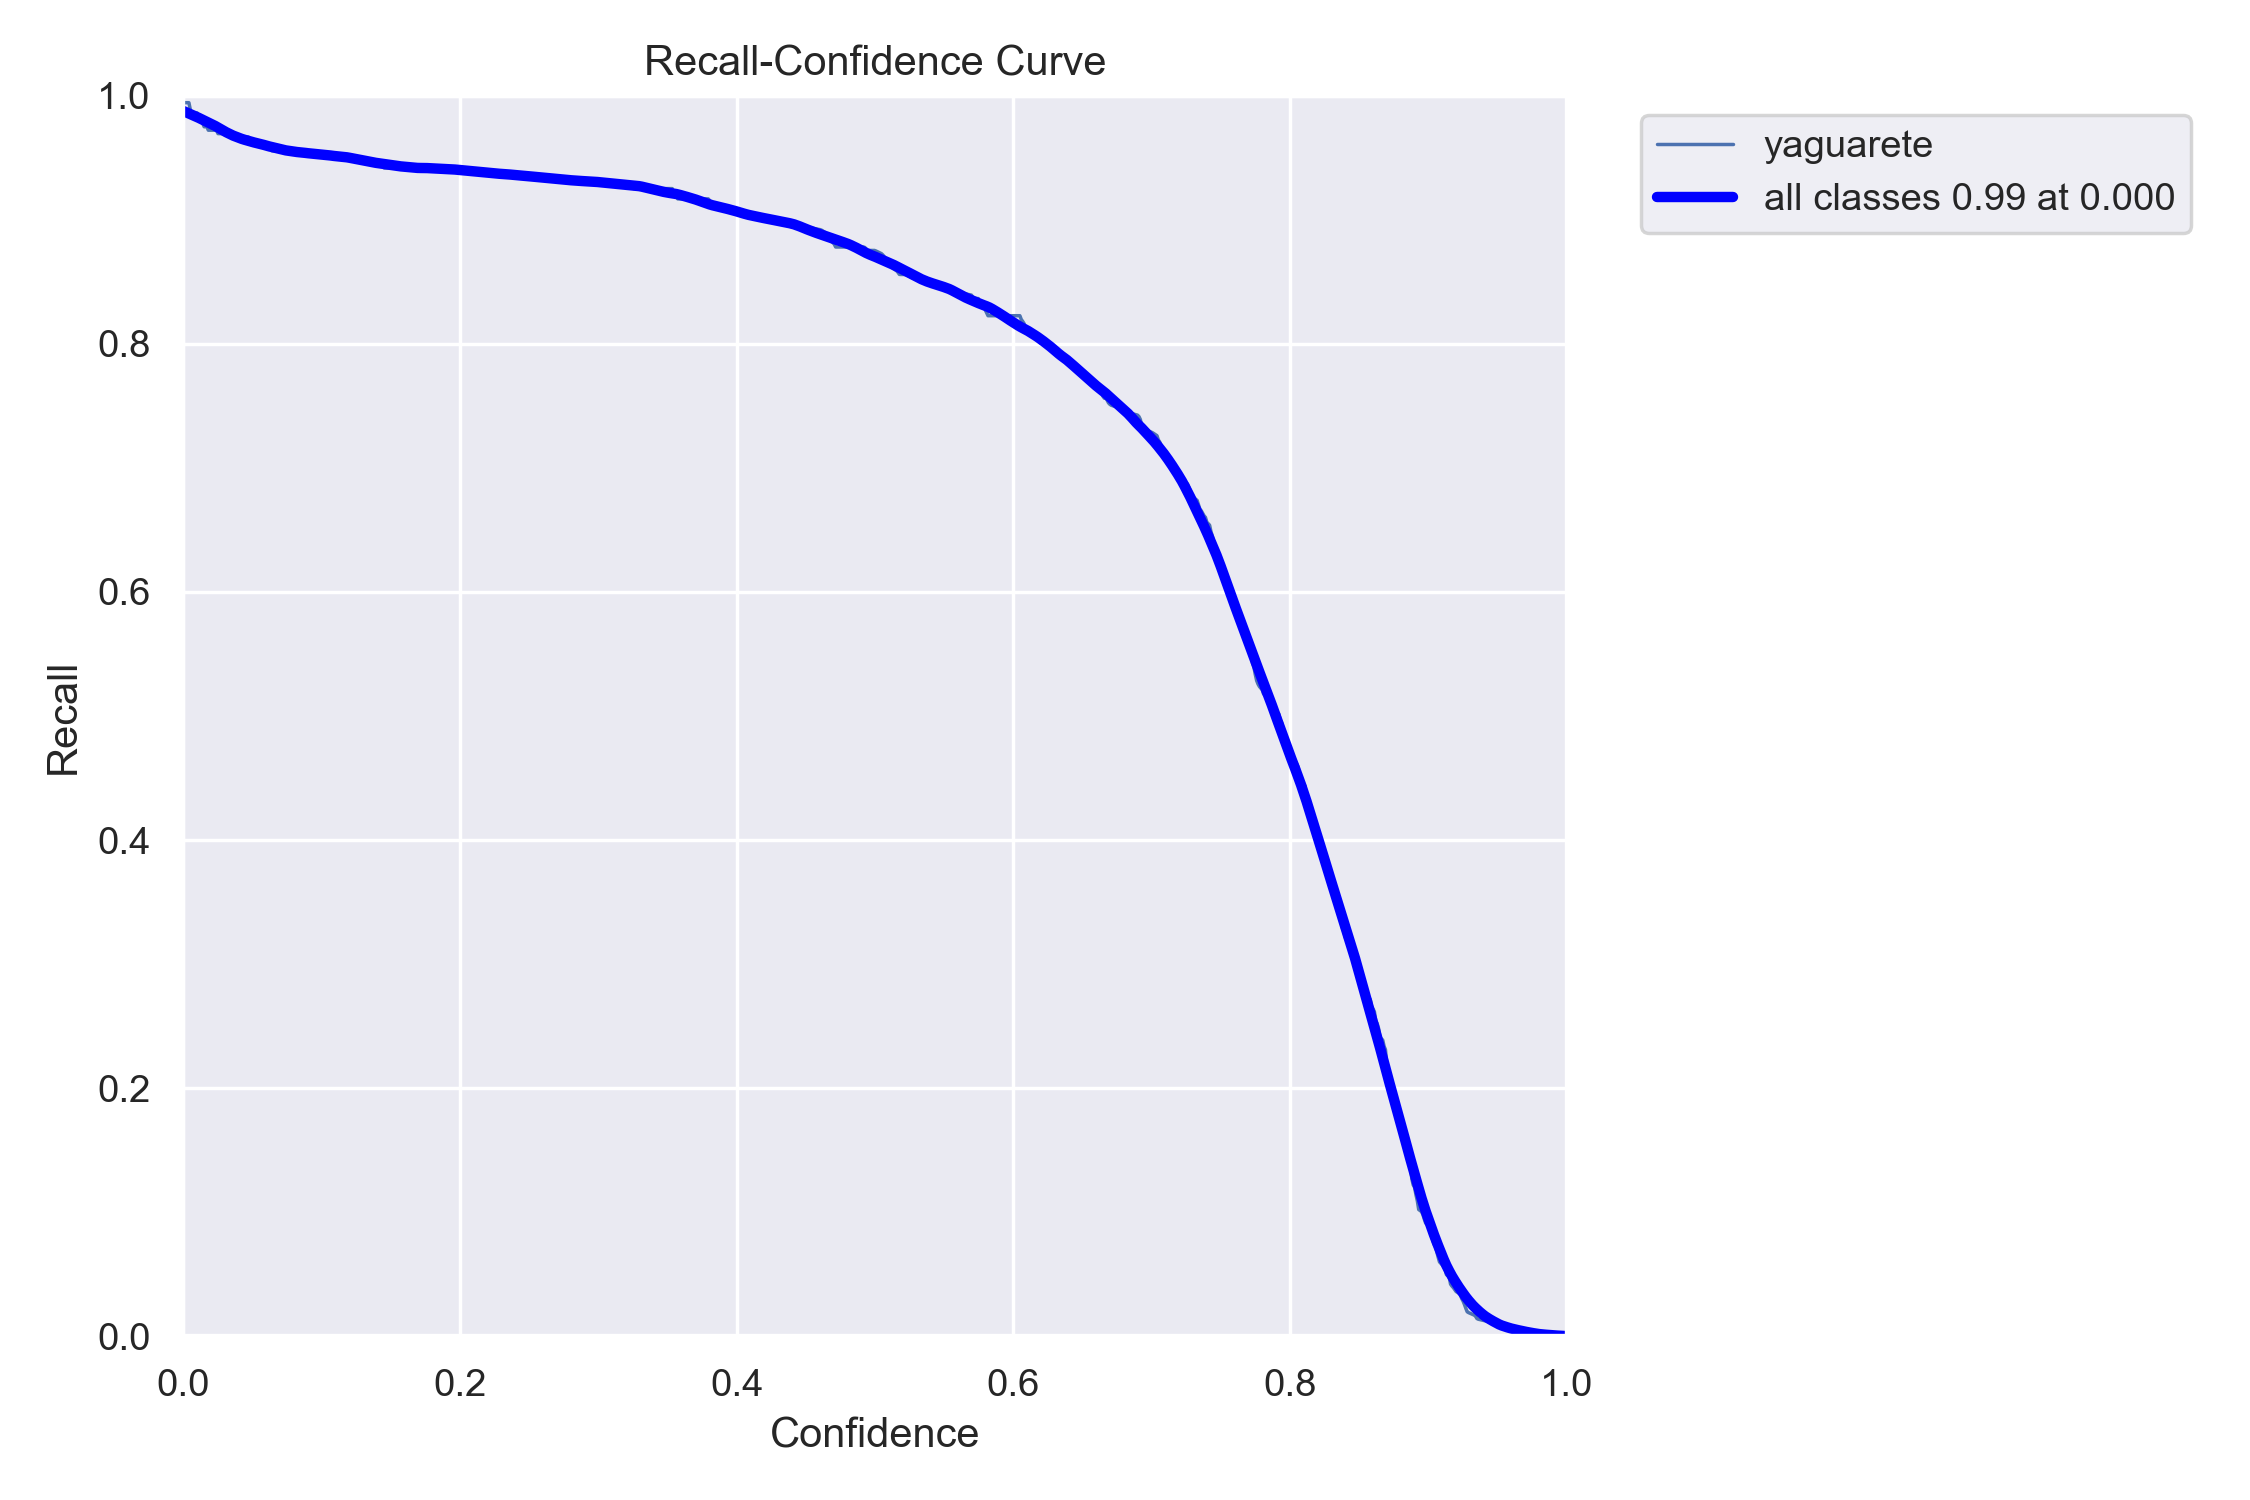 Recall-Confidence Curve
1.0
0.8
0.6
0.4
0.2
0.0
Recall
0.0 0.2 0.4 0.6 0.8 1.0
Confidence
yaguarete
all classes 0.99 at 0.000